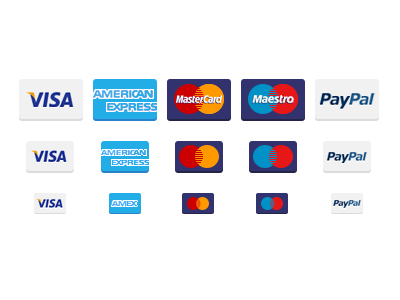 VISA
AMERICAN
EXPRESS
MasterCard
Maestro
PayPal
VISA
AMERICAN
EXPRESS
PayPal
VISA
AMEX
PayPal